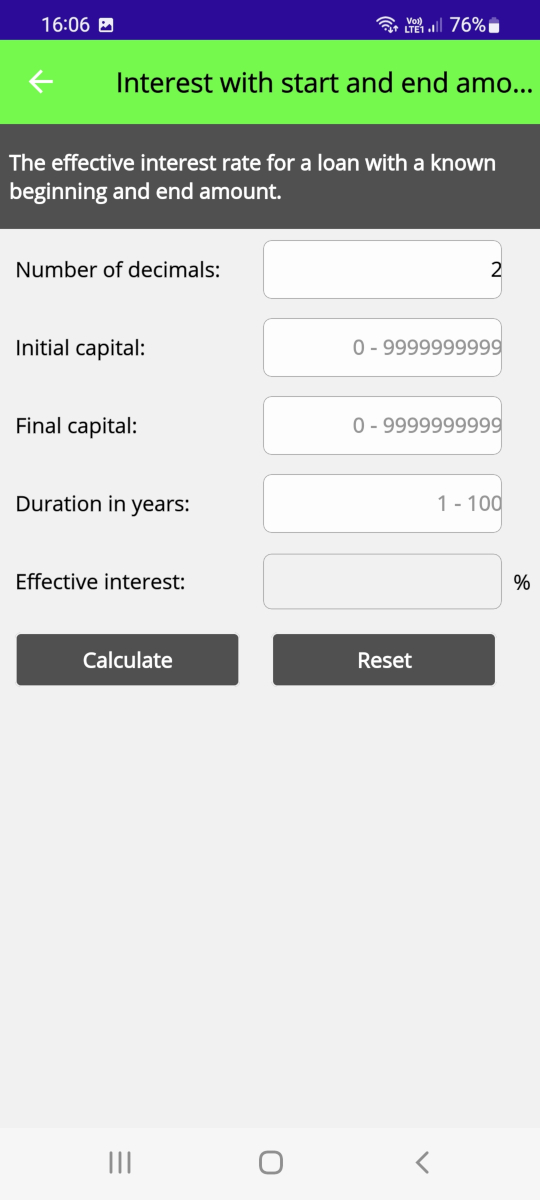 16:06 Vo)) LTE1 76%
Interest with start and end amo...
The effective interest rate for a loan with a known
beginning and end amount.
Number of decimals: 2
Initial capital: 0 - 9999999999
Final capital: 0 - 9999999999
Duration in years: 1 - 100
Effective interest: %
Calculate Reset